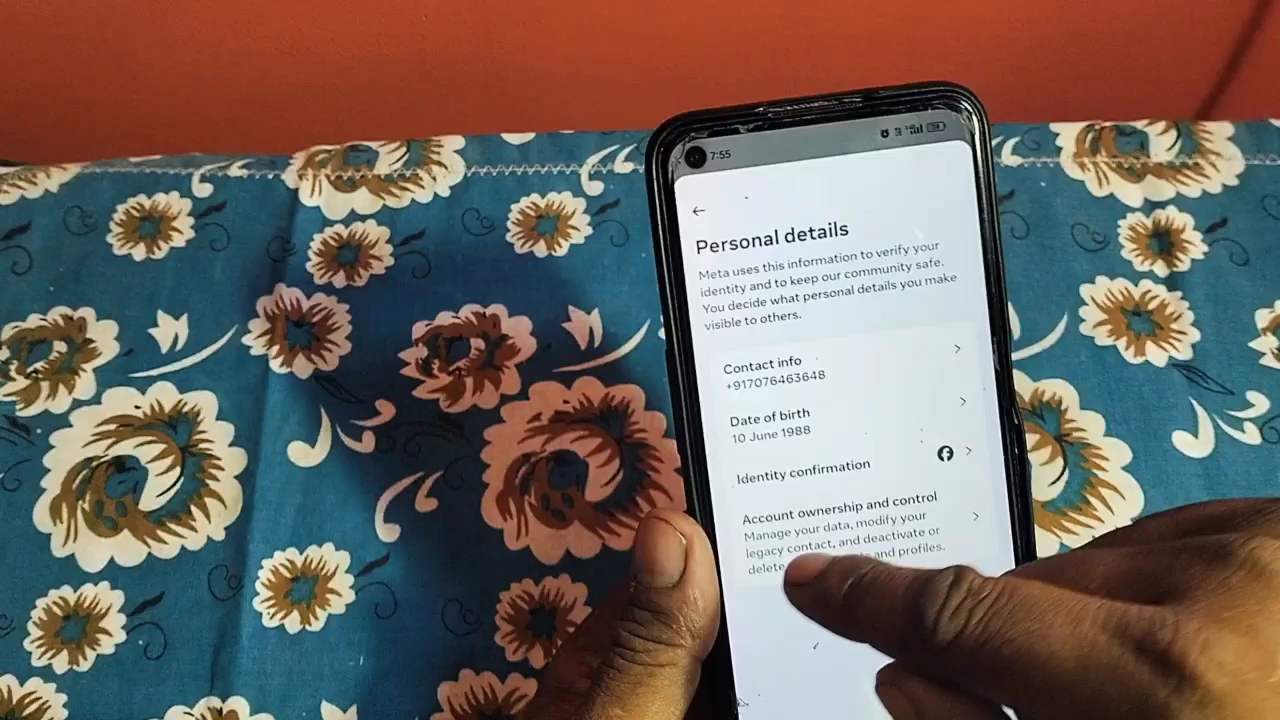 7:55
Personal details
Meta uses this information to verify your
identity and to keep our community safe.
You decide what personal details you make
visible to others.
Contact info
+917076463648
Date of birth
10 June 1988
Identity confirmation
Account ownership and control
Manage your data, modify your
legacy contact, and deactivate or
delete and profiles.